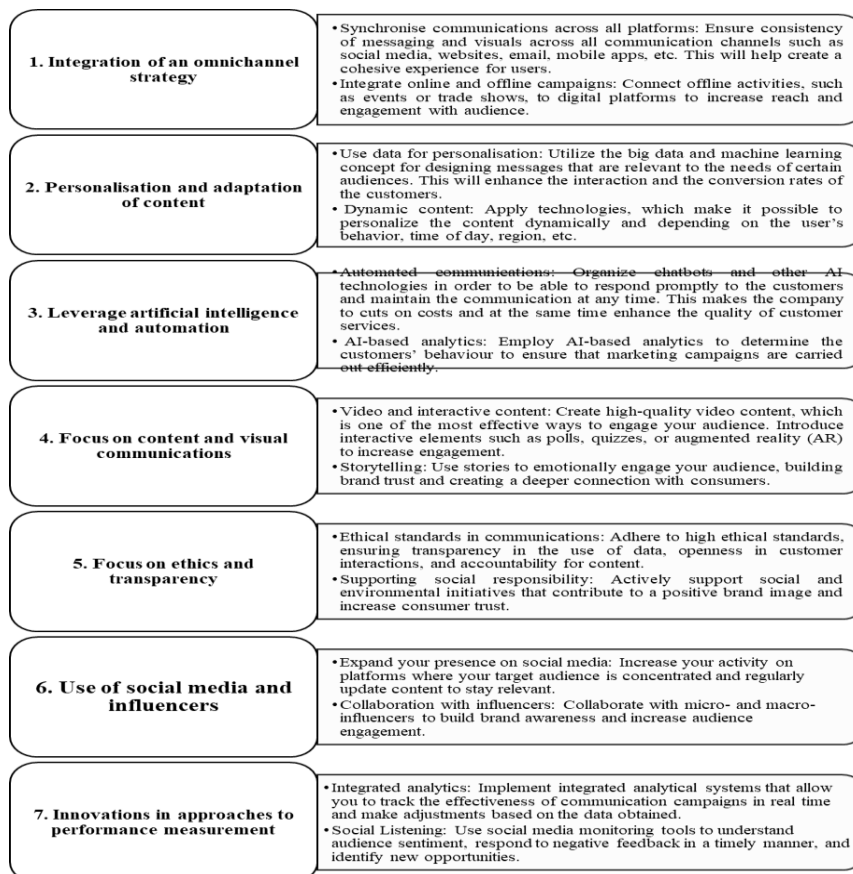 1. Integration of an omnichannel
strategy
•Synchronise communications across all platforms: Ensure consistency
of messaging and visuals across all communication channels such as
social media, websites, email, mobile apps, etc. This will help create a
cohesive experience for users.
•Integrate online and offline campaigns: Connect offline activities, such
as events or trade shows, to digital platforms to increase reach and
engagement with audience.
2. Personalisation and adaptation
of content
•Use data for personalisation: Utilize the big data and machine learning
concept for designing messages that are relevant to the needs of certain
audiences. This will enhance the interaction and the conversion rates of
the customers.
• Dynamic content: Apply technologies, which make it possible to
personalize the content dynamically and depending on the user's
behavior, time of day, region, etc.
3. Leverage artificial intelligence
and automation
•Automated communications: Organize chatbots and other AI
technologies in order to be able to respond promptly to the customers
and maintain the communication at any time. This makes the company
to cuts on costs and at the same time enhance the quality of customer
services.
•AI-based analytics: Employ AI-based analytics to determine the
customers' behaviour to ensure that marketing campaigns are carried
out efficiently.
4. Focus on content and visual
communications
•Video and interactive content: Create high-quality video content, which
is one of the most effective ways to engage your audience. Introduce
interactive elements such as polls, quizzes, or augmented reality (AR)
to increase engagement.
•Storytelling: Use stories to emotionally engage your audience, building
brand trust and creating a deeper connection with consumers.
5. Focus on ethics and
transparency
•Ethical standards in communications: Adhere to high ethical standards,
ensuring transparency in the use of data, openness in customer
interactions, and accountability for content.
•Supporting social responsibility: Actively support social and
environmental initiatives that contribute to a positive brand image and
increase consumer trust.
6. Use of social media and
influencers
•Expand your presence on social media: Increase your activity on
platforms where your target audience is concentrated and regularly
update content to stay relevant.
•Collaboration with influencers: Collaborate with micro- and macro-
influencers to build brand awareness and increase audience
engagement.
7. Innovations in approaches to
performance measurement
•Integrated analytics: Implement integrated analytical systems that allow
you to track the effectiveness of communication campaigns in real time
and make adjustments based on the data obtained.
•Social Listening: Use social media monitoring tools to understand
audience sentiment, respond to negative feedback in a timely manner, and
identify new opportunities.